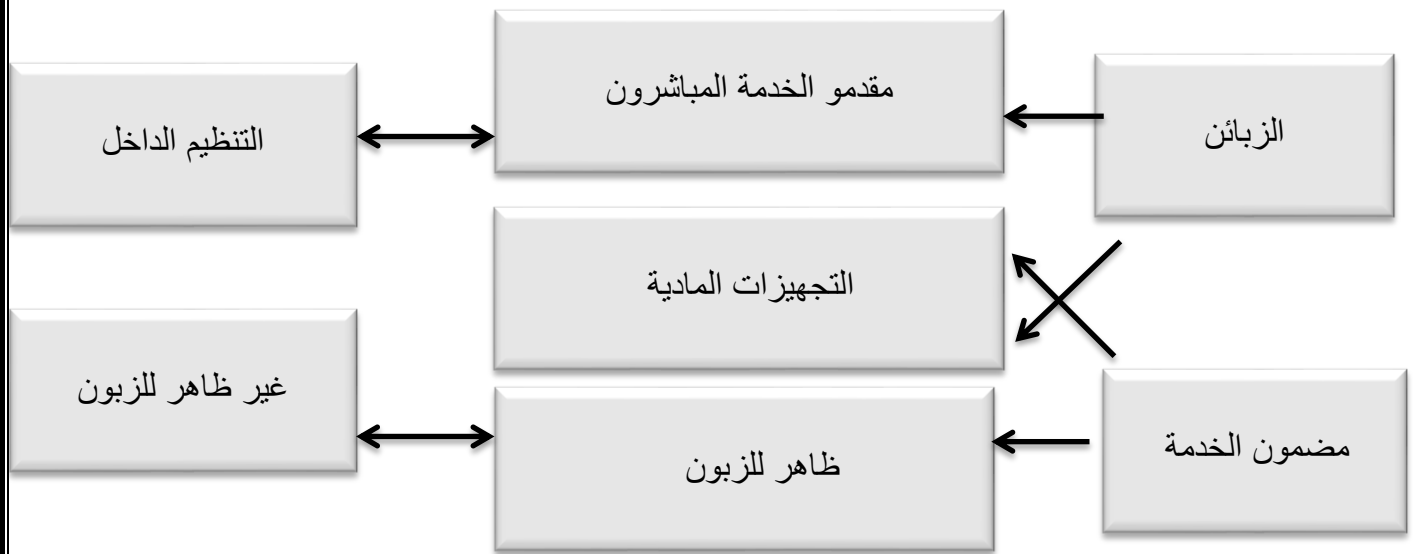 الزبائن
مقدمو الخدمة المباشرون
التنظيم الداخل
التجهيزات المادية
مضمون الخدمة
ظاهر للزبون
غير ظاهر للزبون